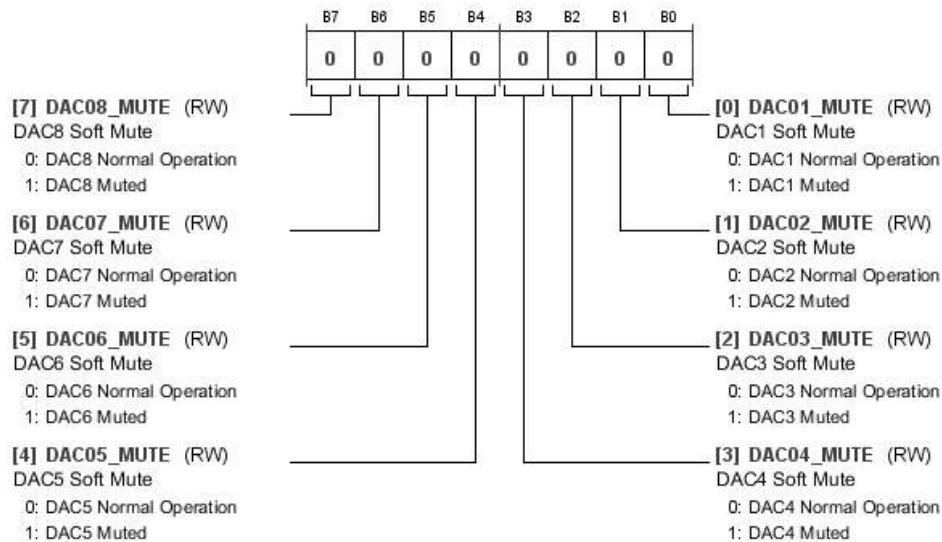 B7 B6 B5 B4 B3 B2 B1 B0
0 0 0 0 0 0 0 0
[7] DAC08_MUTE (RW)
DAC8 Soft Mute
0: DAC8 Normal Operation
1: DAC8 Muted
[6] DAC07_MUTE (RW)
DAC7 Soft Mute
0: DAC7 Normal Operation
1: DAC7 Muted
[5] DAC06_MUTE (RW)
DAC6 Soft Mute
0: DAC6 Normal Operation
1: DAC6 Muted
[4] DAC05_MUTE (RW)
DAC5 Soft Mute
0: DAC5 Normal Operation
1: DAC5 Muted
[0] DAC01_MUTE (RW)
DAC1 Soft Mute
0: DAC1 Normal Operation
1: DAC1 Muted
[1] DAC02_MUTE (RW)
DAC2 Soft Mute
0: DAC2 Normal Operation
1: DAC2 Muted
[2] DAC03_MUTE (RW)
DAC3 Soft Mute
0: DAC3 Normal Operation
1: DAC3 Muted
[3] DAC04_MUTE (RW)
DAC4 Soft Mute
0: DAC4 Normal Operation
1: DAC4 Muted